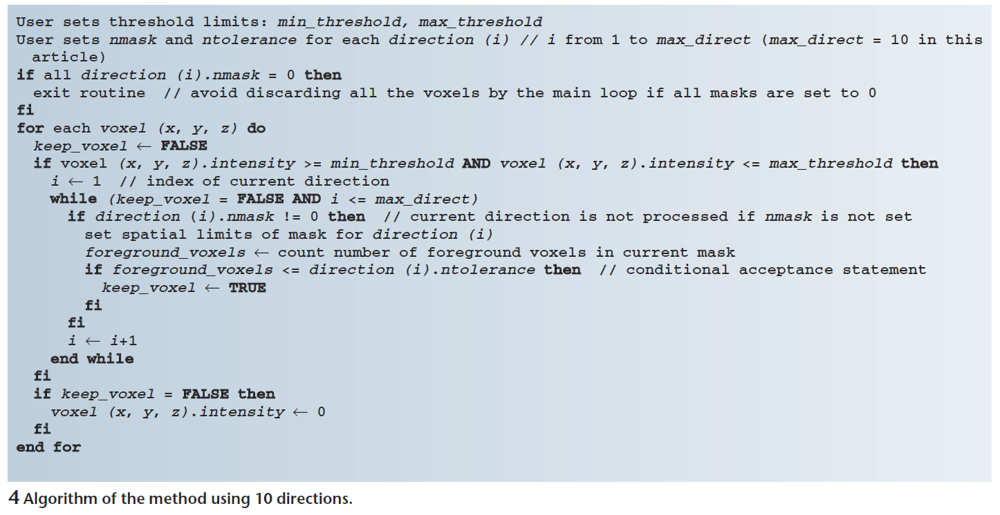 User sets threshold limits: min_threshold, max_threshold
User sets nmask and ntolerance for each direction (i) // i from 1 to max_direct (max_direct = 10 in this
article)
if all direction (i).nmask = 0 then
exit routine // avoid discarding all the voxels by the main loop if all masks are set to 0
fi
for each voxel (x, y, z) do
keep_voxel ← FALSE
if voxel (x, y, z).intensity >= min_threshold AND voxel (x, y, z).intensity <= max_threshold then
i ← 1 // index of current direction
while (keep_voxel = FALSE AND i <= max_direct)
if direction (i).nmask != 0 then // current direction is not processed if nmask is not set
set spatial limits of mask for direction (i)
foreground_voxels ← count number of foreground voxels in current mask
if foreground_voxels <= direction (i).ntolerance then // conditional acceptance statement
keep_voxel ← TRUE
fi
fi
i ← i+1
end while
fi
if keep_voxel = FALSE then
voxel (x, y, z).intensity ← 0
fi
end for
4 Algorithm of the method using 10 directions.